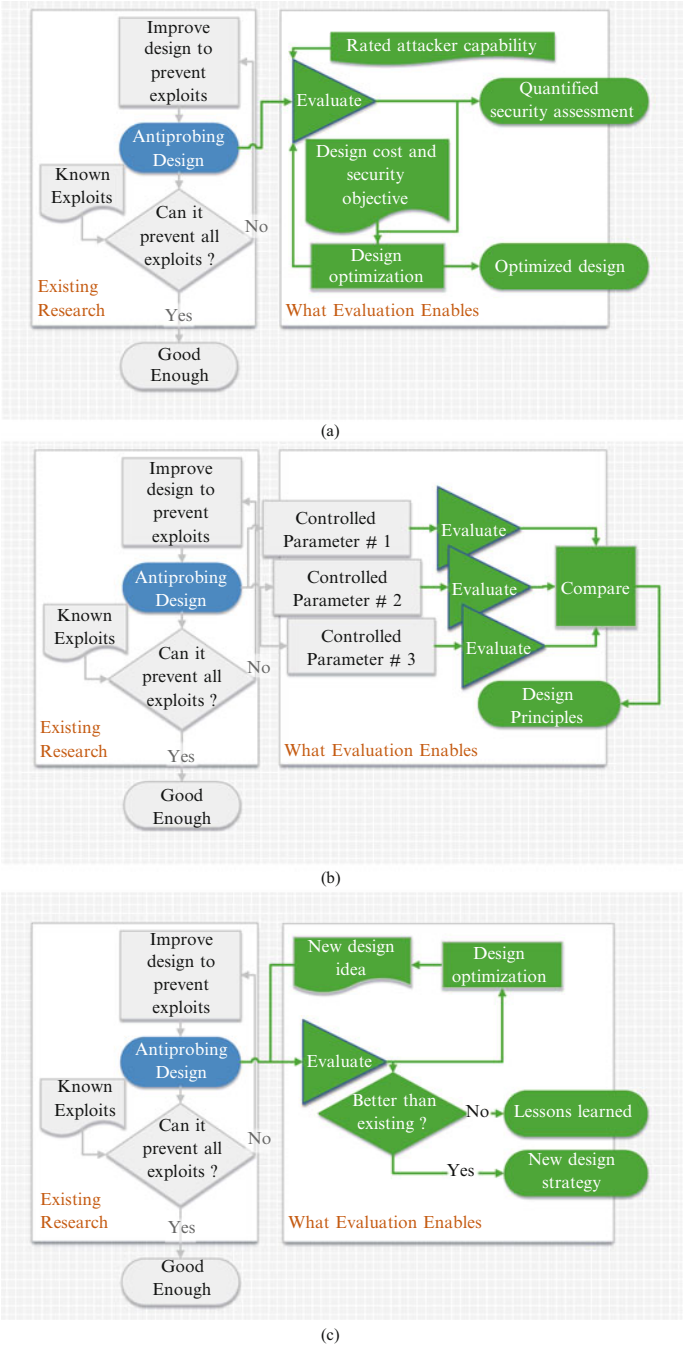 Improve
design to
prevent
exploits
Antiprobing
Design
Known
Exploits
Can it
prevent all
exploits ?
No
Existing
Research
Yes
Good
Enough
Rated attacker capability
Evaluate
Quantified
security assessment
Design cost and
security
objective
Design
optimization
Optimized design
What Evaluation Enables
(a)
Improve
design to
prevent
exploits
Antiprobing
Design
Known
Exploits
Can it
prevent all
exploits ?
No
Existing
Research
Yes
Good
Enough
Controlled
Parameter # 1
Evaluate
Controlled
Parameter # 2
Evaluate
Compare
Controlled
Parameter # 3
Evaluate
Design
Principles
What Evaluation Enables
(b)
Improve
design to
prevent
exploits
Antiprobing
Design
Known
Exploits
Can it
prevent all
exploits ?
No
Existing
Research
Yes
Good
Enough
New design
idea
Design
optimization
Evaluate
Better than
existing ?
No
Lessons learned
Yes
New design
strategy
What Evaluation Enables
(c)